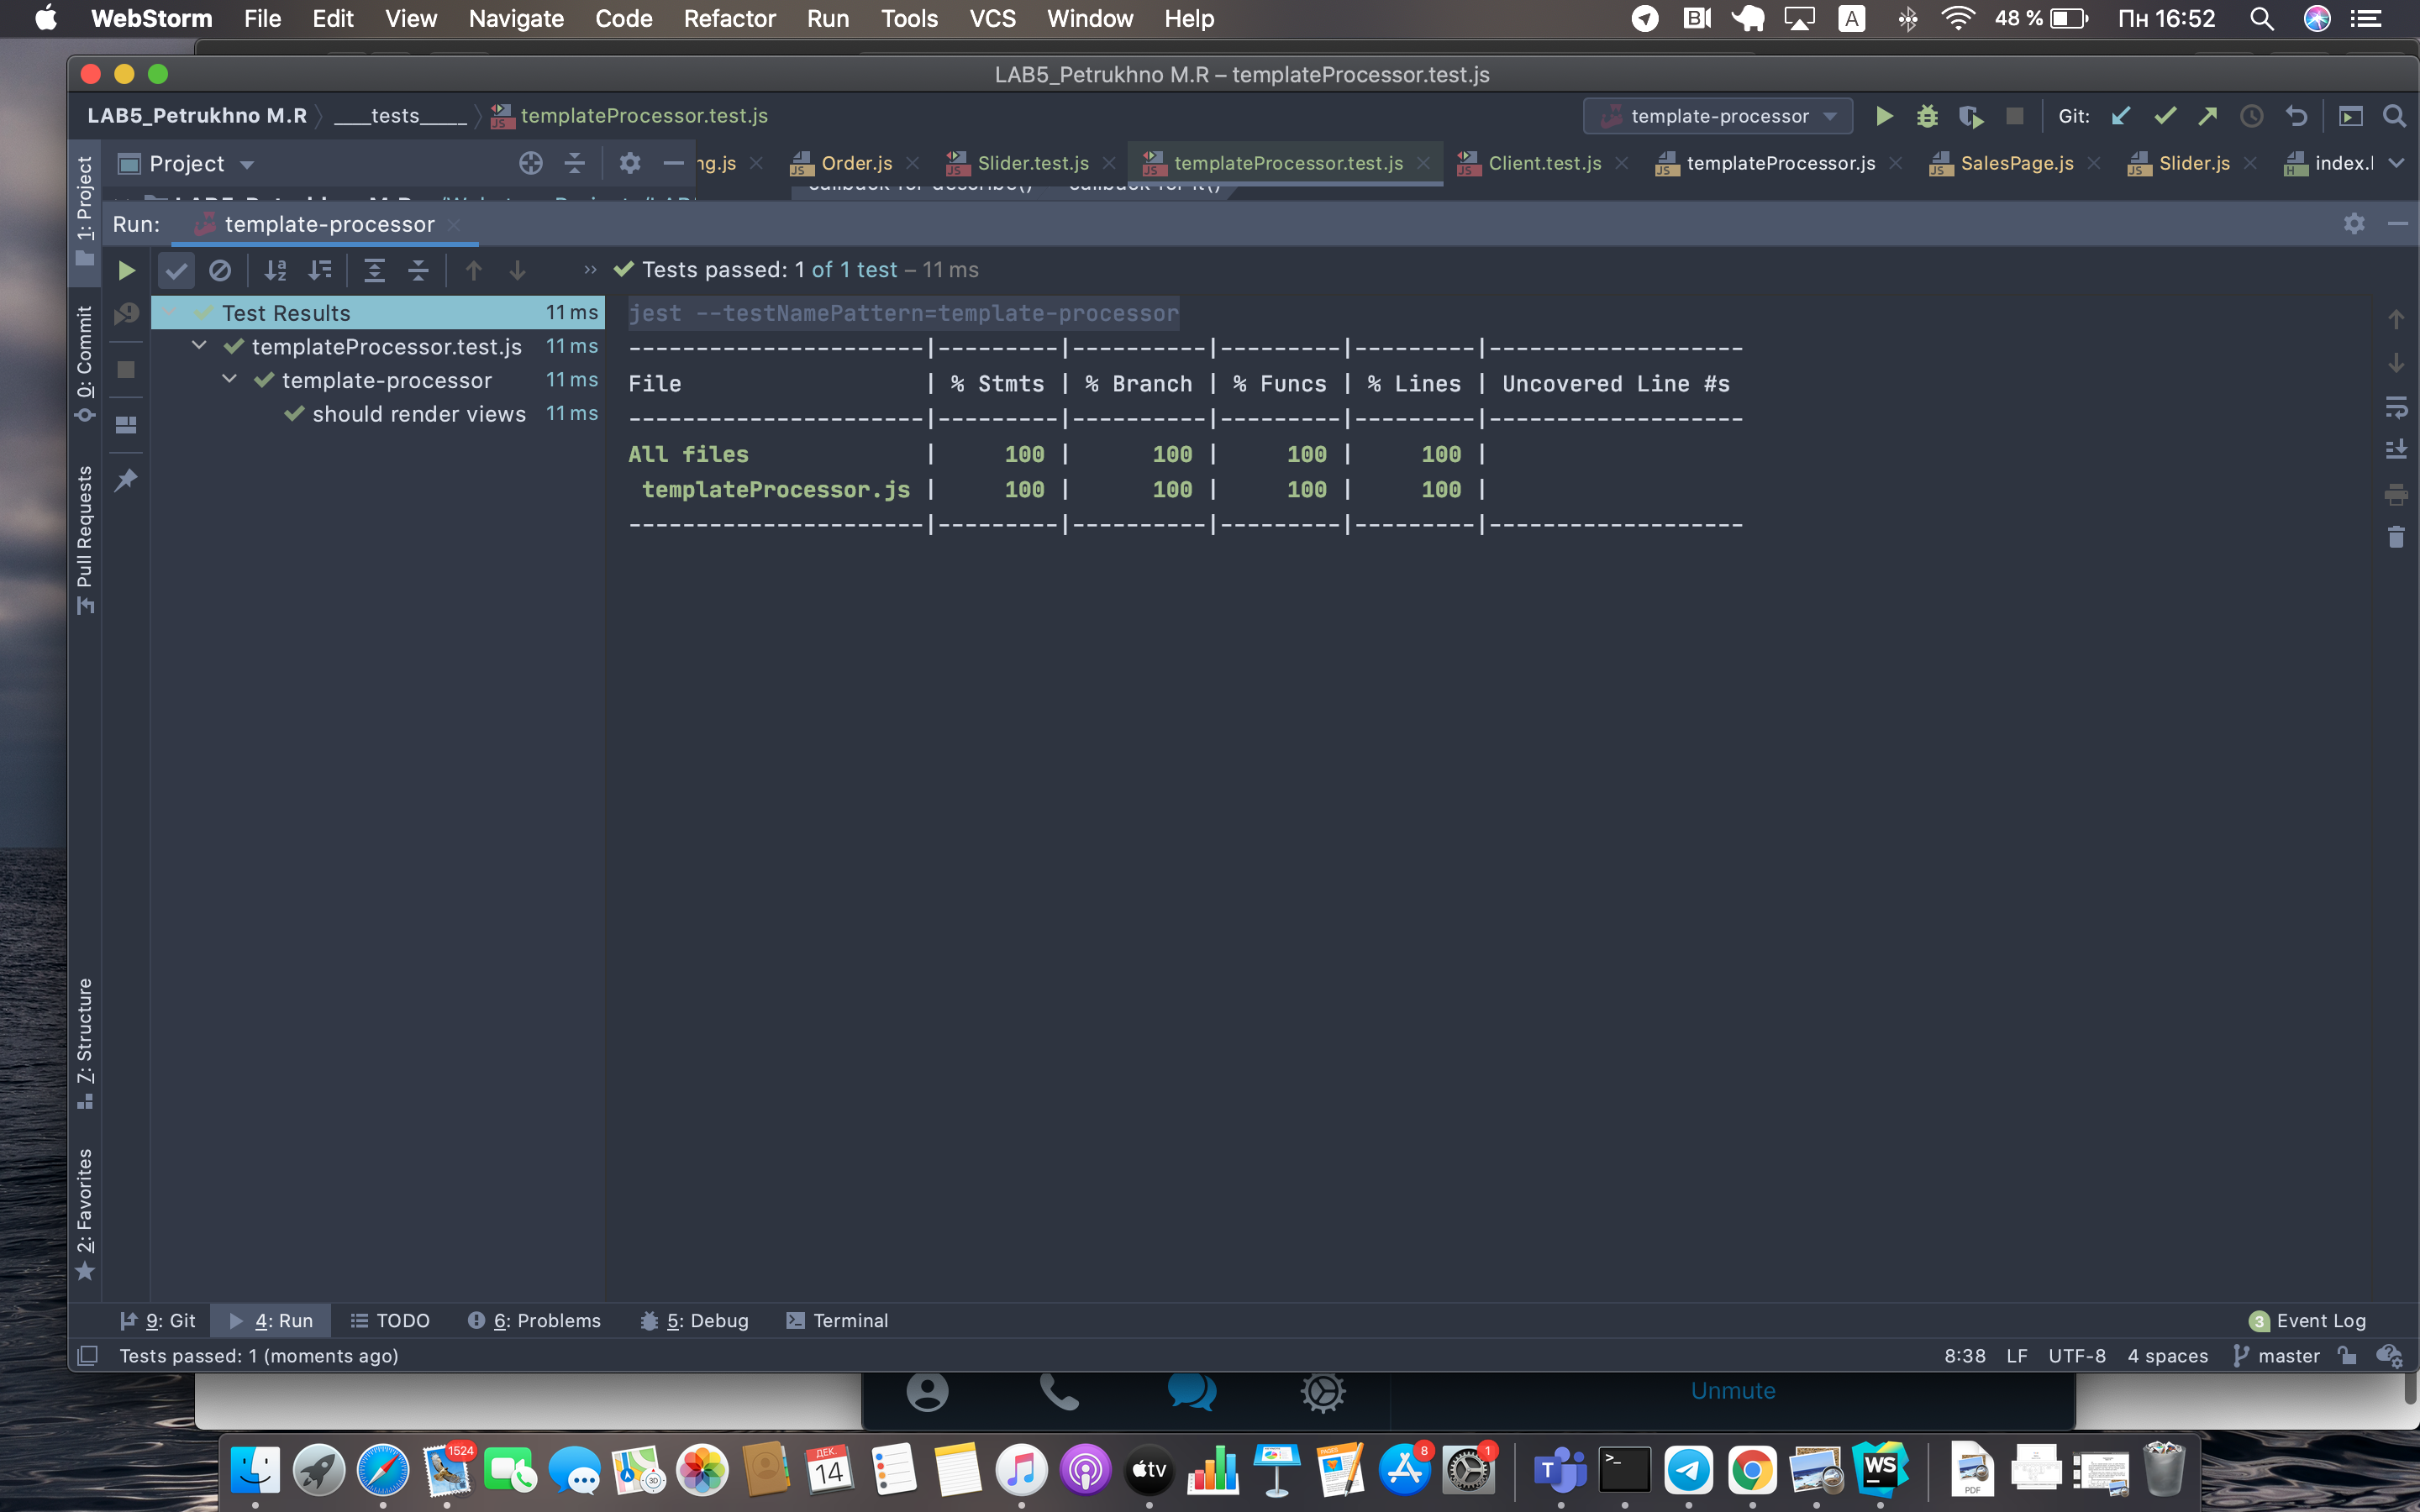 WebStorm File Edit View Navigate Code Refactor Run Tools VCS Window Help A 48 % Пн 16:52
LAB5_Petrukhno M.R – templateProcessor.test.js
LAB5_Petrukhno M.R ____tests_____ templateProcessor.test.js template-processor Git:
Project ng.js Order.js Slider.test.js templateProcessor.test.js Client.test.js templateProcessor.js SalesPage.js Slider.js index.
Run: template-processor
Tests passed: 1 of 1 test – 11 ms
Test Results 11 ms
templateProcessor.test.js 11 ms
template-processor 11 ms
should render views 11 ms
jest --testNamePattern=template-processor
----------------------|---------|----------|---------|---------|-------------------
File | % Stmts | % Branch | % Funcs | % Lines | Uncovered Line #s
----------------------|---------|----------|---------|---------|-------------------
All files | 100 | 100 | 100 | 100 |
templateProcessor.js | 100 | 100 | 100 | 100 |
----------------------|---------|----------|---------|---------|-------------------
1: Project
0: Commit
Pull Requests
7: Structure
2: Favorites
9: Git 4: Run TODO 6: Problems 5: Debug Terminal 3 Event Log
Tests passed: 1 (moments ago) 8:38 LF UTF-8 4 spaces master
Unmute
1524 ДЕК. 14 tv PAGES 8 1 T >_ WS PDF